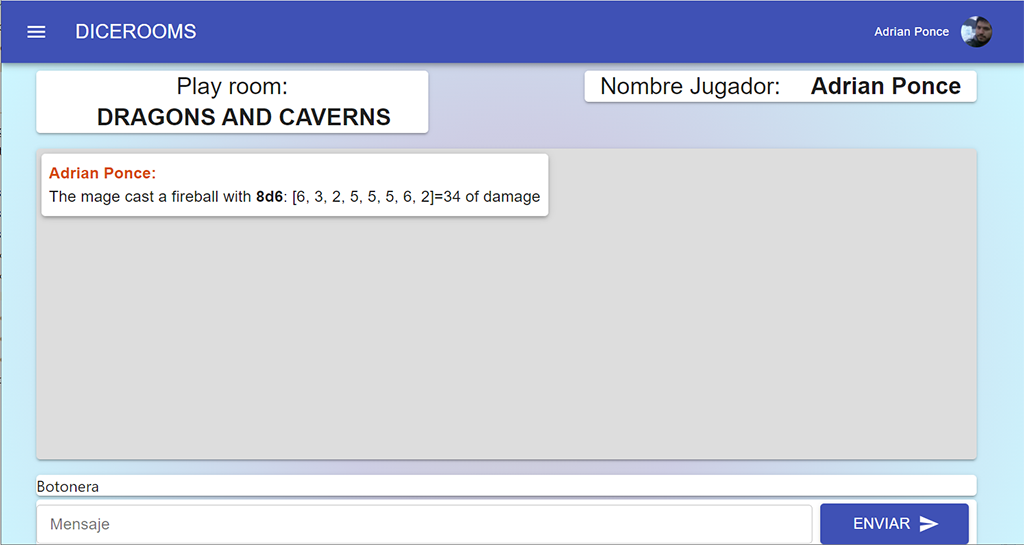 DICEROOMS
Adrian Ponce
Play room:
DRAGONS AND CAVERNS
Nombre Jugador: Adrian Ponce
Adrian Ponce:
The mage cast a fireball with 8d6: [6, 3, 2, 5, 5, 5, 6, 2]=34 of damage
Botonera
Mensaje
ENVIAR